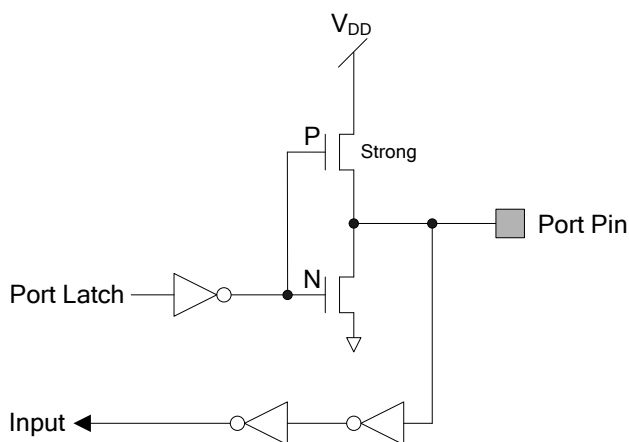 VDD
P
Strong
Port Pin
N
Port Latch
Input